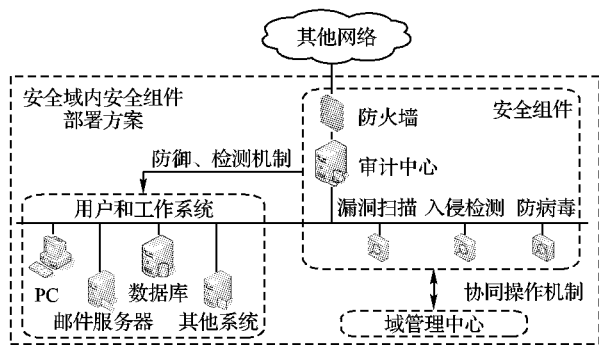 其他网络
安全域内安全组件
部署方案
安全组件
防火墙
防御、检测机制
审计中心
用户和工作系统
漏洞扫描
入侵检测
防病毒
PC
数据库
邮件服务器
其他系统
协同操作机制
域管理中心